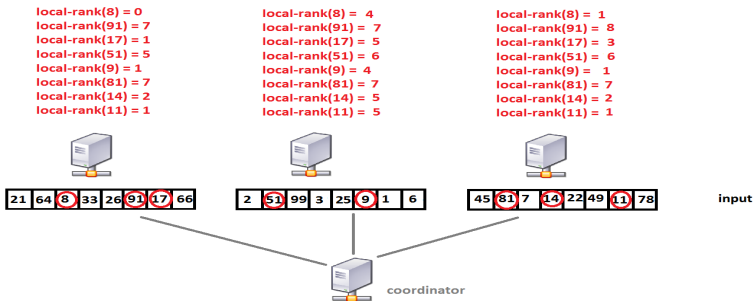 local-rank(8) = 0
local-rank(91) = 7
local-rank(17) = 1
local-rank(51) = 5
local-rank(9) = 1
local-rank(81) = 7
local-rank(14) = 2
local-rank(11) = 1
local-rank(8) = 4
local-rank(91) = 7
local-rank(17) = 5
local-rank(51) = 6
local-rank(9) = 4
local-rank(81) = 7
local-rank(14) = 5
local-rank(11) = 5
local-rank(8) = 1
local-rank(91) = 8
local-rank(17) = 3
local-rank(51) = 6
local-rank(9) = 1
local-rank(81) = 7
local-rank(14) = 2
local-rank(11) = 1
21 64 8 33 26 91 17 66
2 51 99 3 25 9 1 6
45 81 7 14 22 49 11 78
input
coordinator